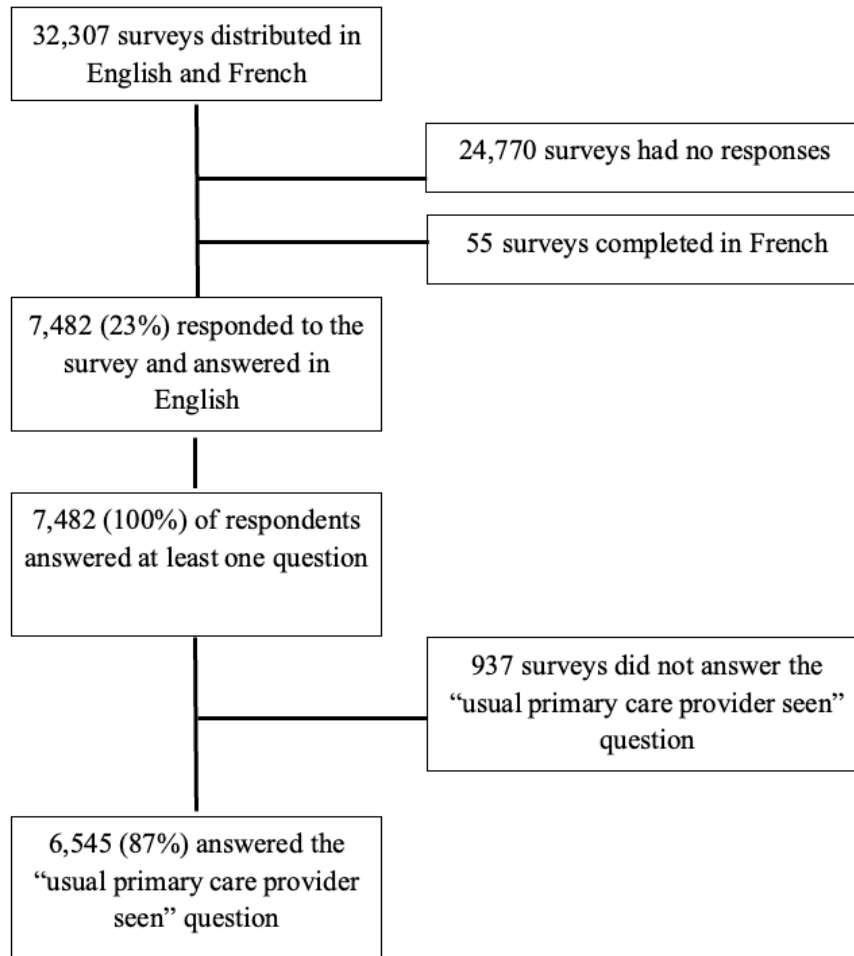 32,307 surveys distributed in
English and French
24,770 surveys had no responses
55 surveys completed in French
7,482 (23%) responded to the
survey and answered in
English
7,482 (100%) of respondents
answered at least one question
937 surveys did not answer the
“usual primary care provider seen”
question
6,545 (87%) answered the
“usual primary care provider
seen” question